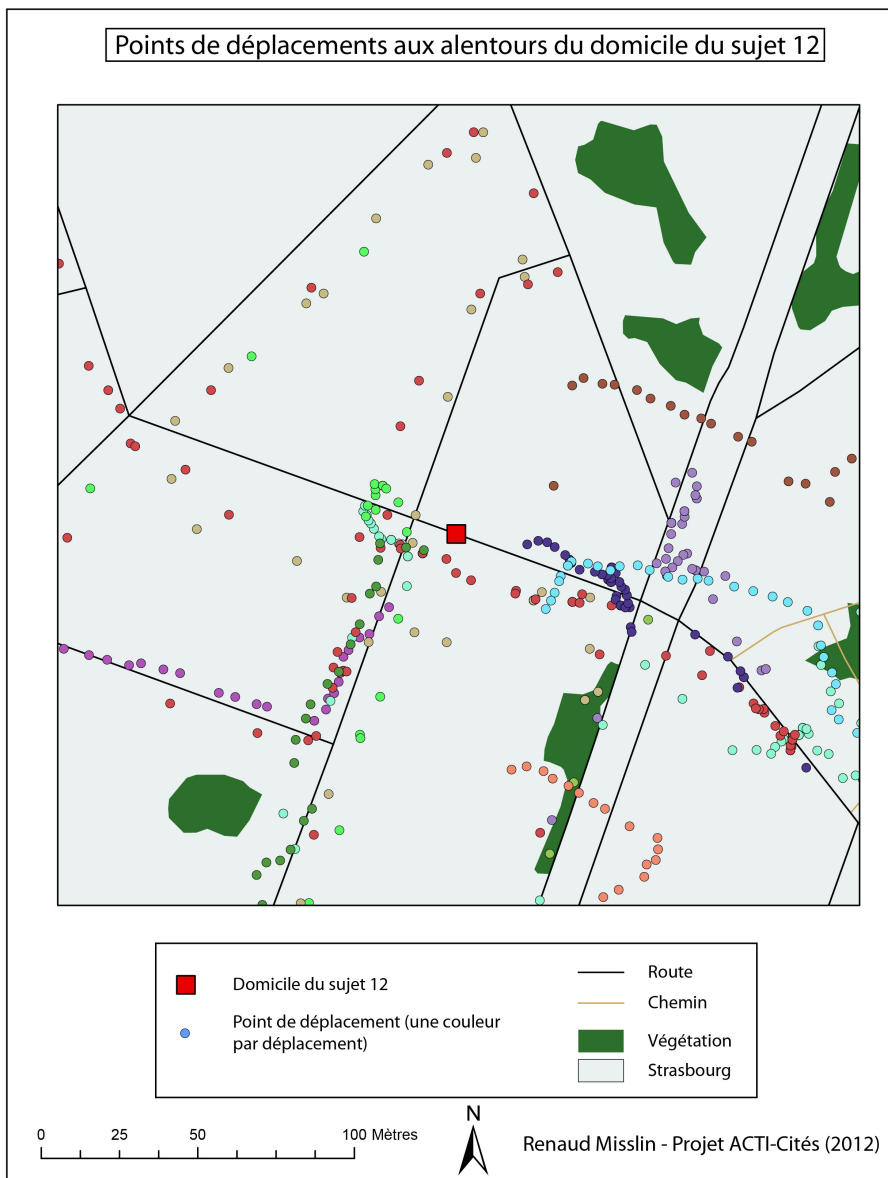 Points de déplacements aux alentours du domicile du sujet 12
Domicile du sujet 12
Point de déplacement (une couleur
par déplacement)
Route
Chemin
Végétation
Strasbourg
0 25 50 100 Mètres
N
Renaud Misslin - Projet ACTI-Cités (2012)